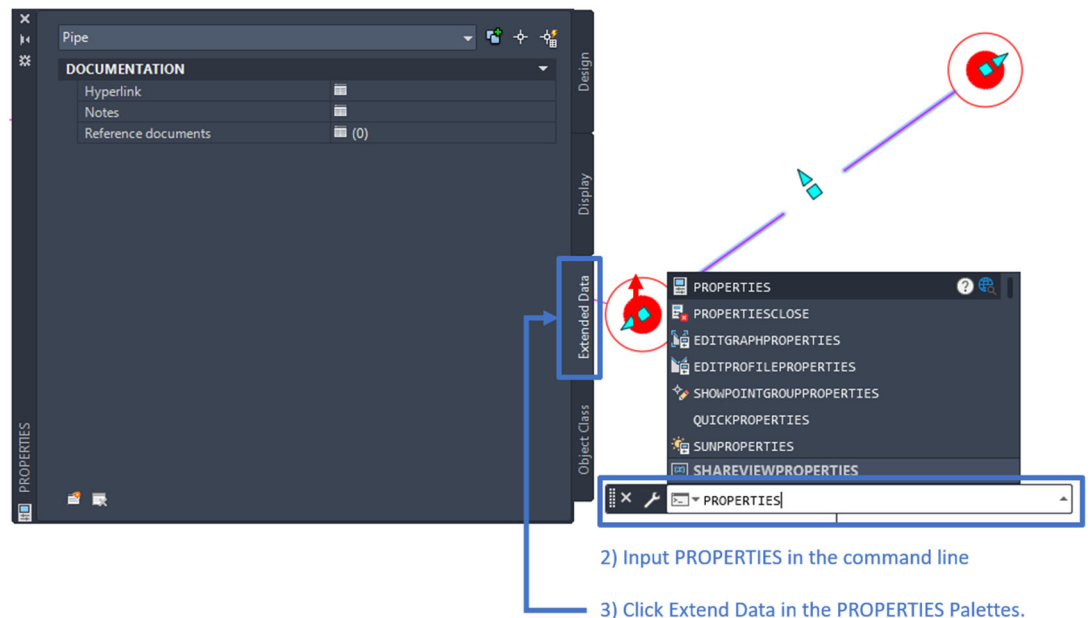 Pipe
DOCUMENTATION
Hyperlink
Notes
Reference documents (0)
Design
Display
Extended Data
Object Class
PROPERTIES
PROPERTIES
PROPERTIESCLOSE
EDITGRAPHPROPERTIES
EDITPROFILEPROPERTIES
SHOWPOINTGROUPPROPERTIES
QUICKPROPERTIES
SUNPROPERTIES
SHAREVIEWPROPERTIES
PROPERTIES
2) Input PROPERTIES in the command line
3) Click Extend Data in the PROPERTIES Palettes.